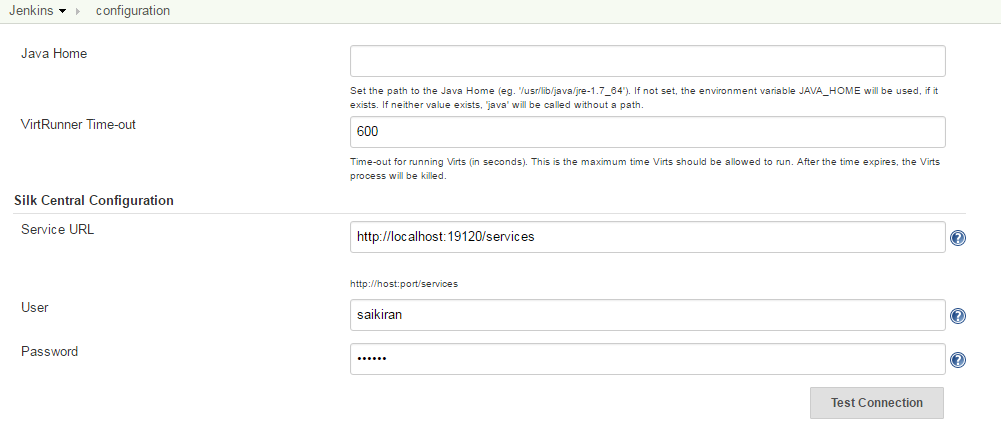 Jenkins configuration
Java Home
Set the path to the Java Home (eg. '/usr/lib/java/jre-1.7_64'). If not set, the environment variable JAVA_HOME will be used, if it
exists. If neither value exists, 'java' will be called without a path.
VirtRunner Time-out
600
Time-out for running Virts (in seconds). This is the maximum time Virts should be allowed to run. After the time expires, the Virts
process will be killed.
Silk Central Configuration
Service URL
http://localhost:19120/services
http://host:port/services
User
saikiran
Password
••••••
Test Connection